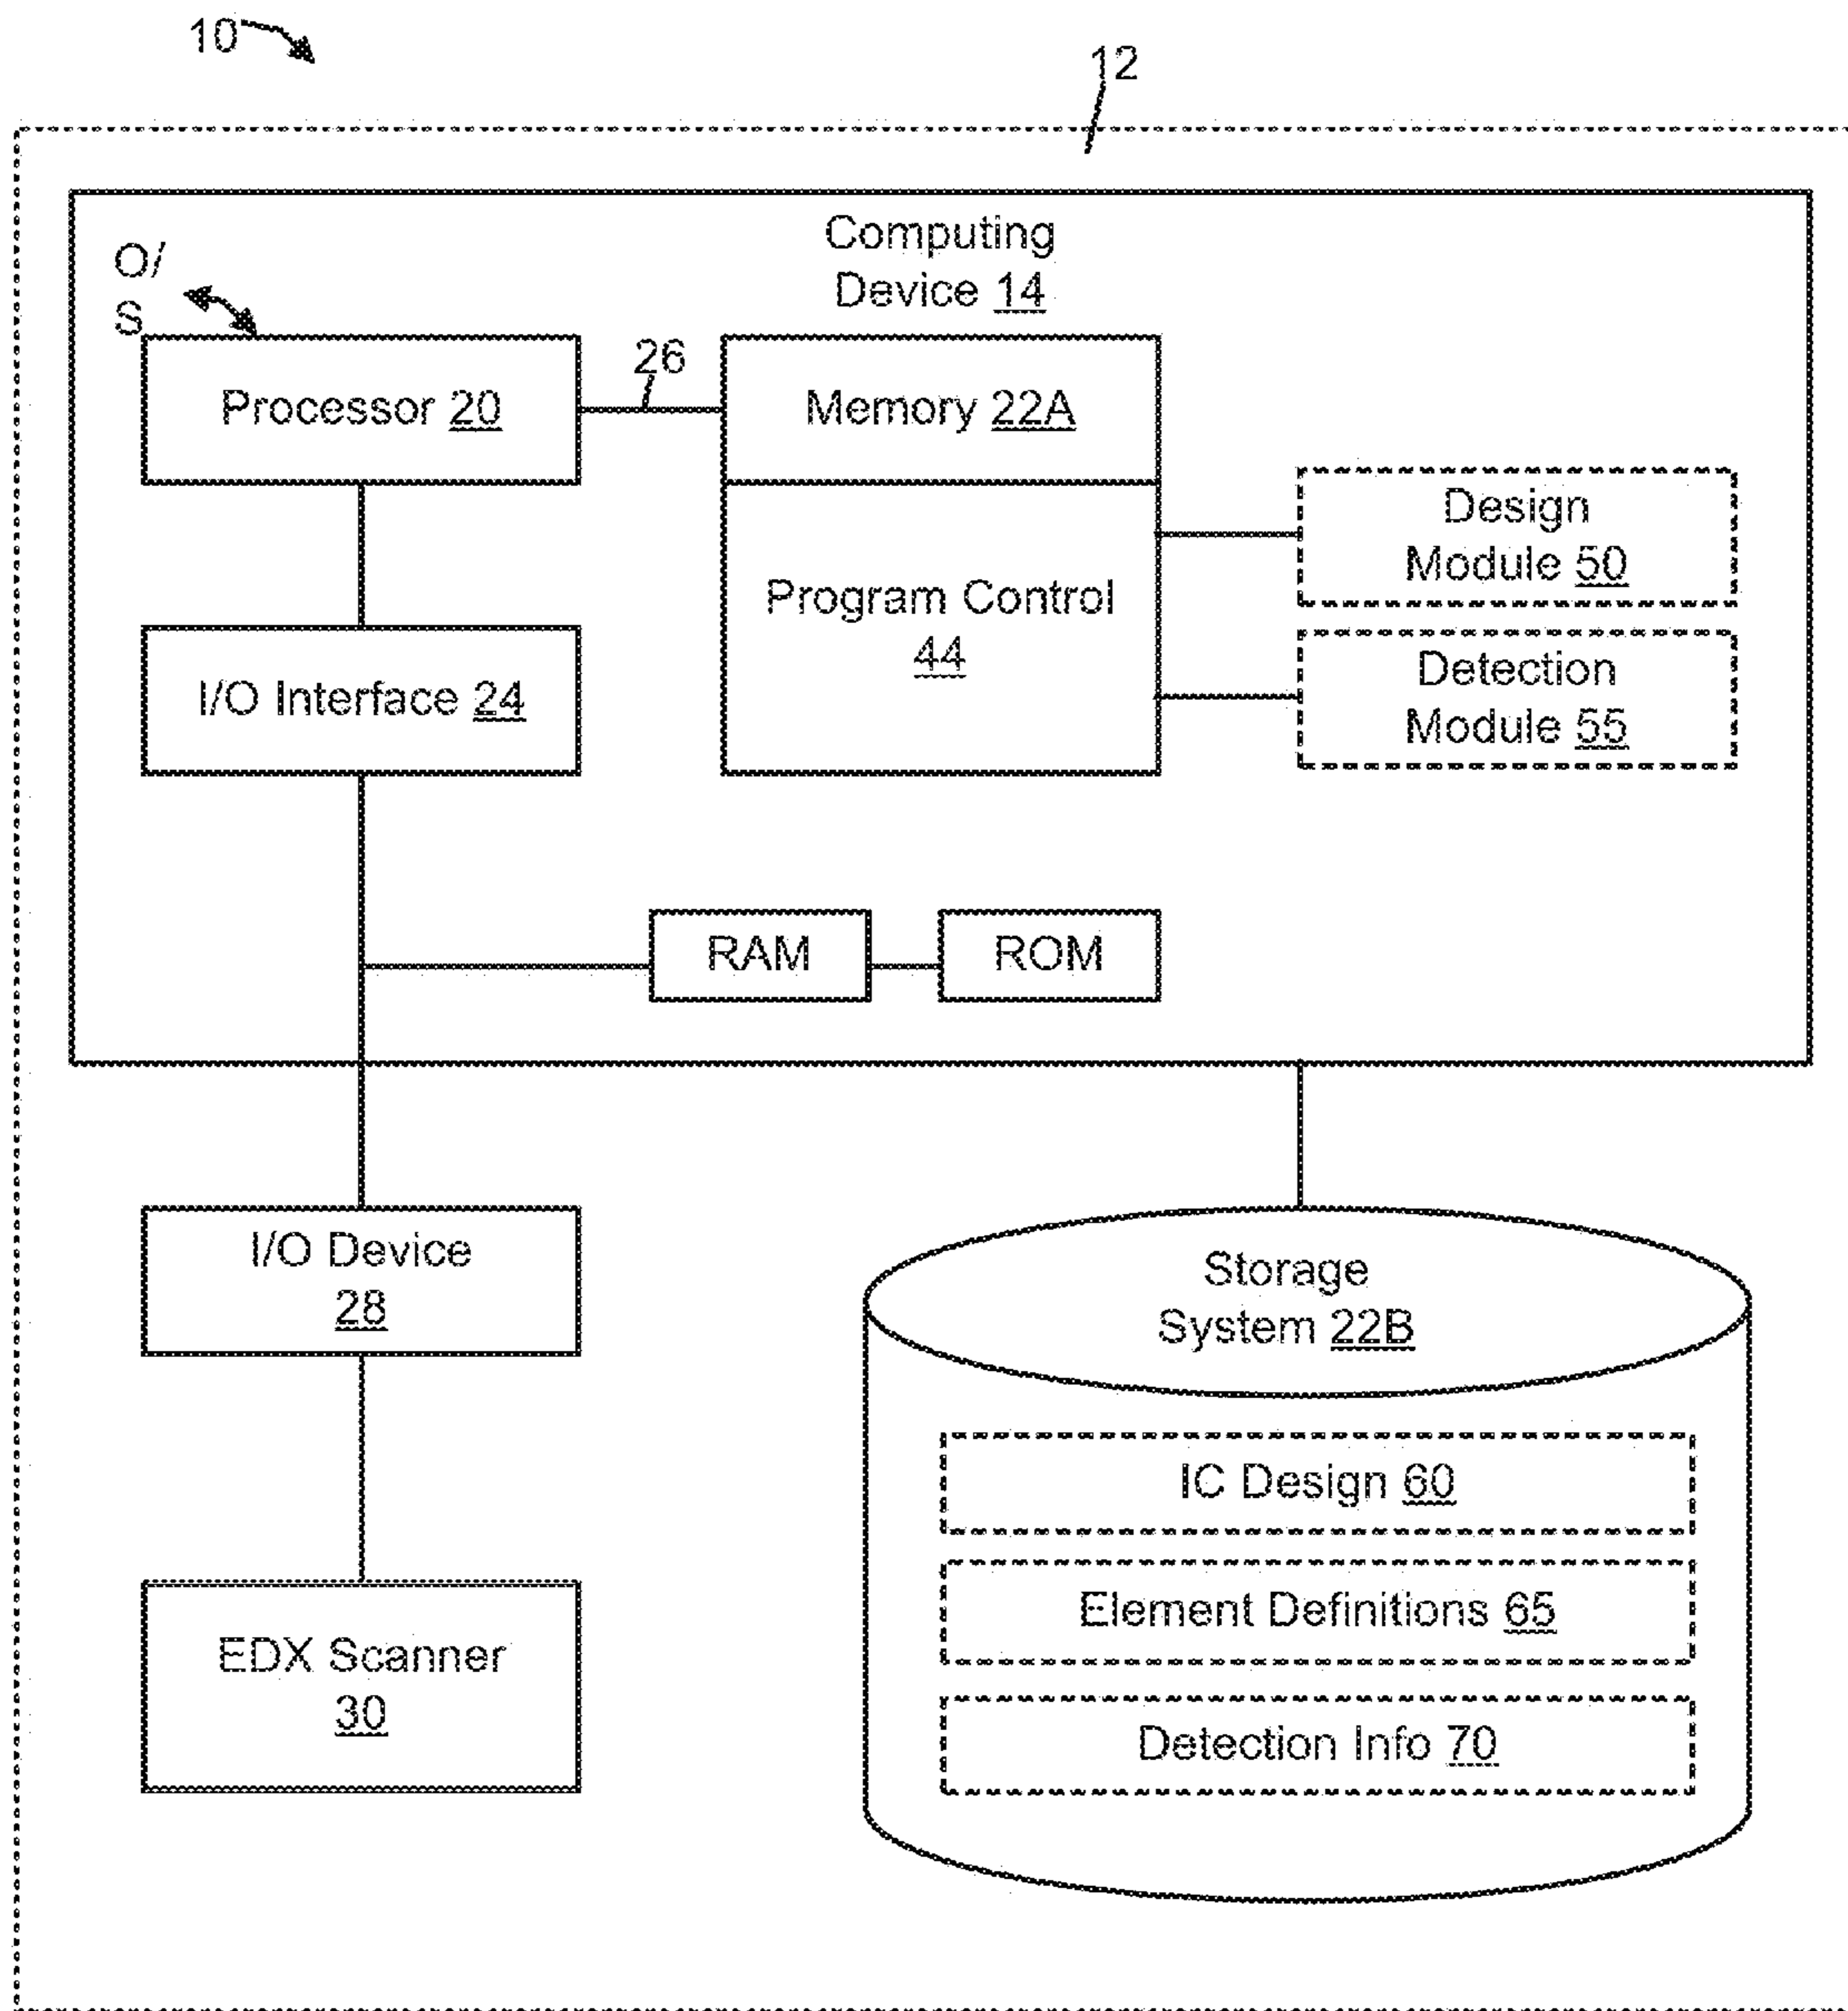 10
12
Computing
Device 14
O/
S
Processor 20
26
Memory 22A
Program Control
44
Design
Module 50
Detection
Module 55
I/O Interface 24
RAM
ROM
I/O Device
28
Storage
System 22B
IC Design 60
Element Definitions 65
Detection Info 70
EDX Scanner
30